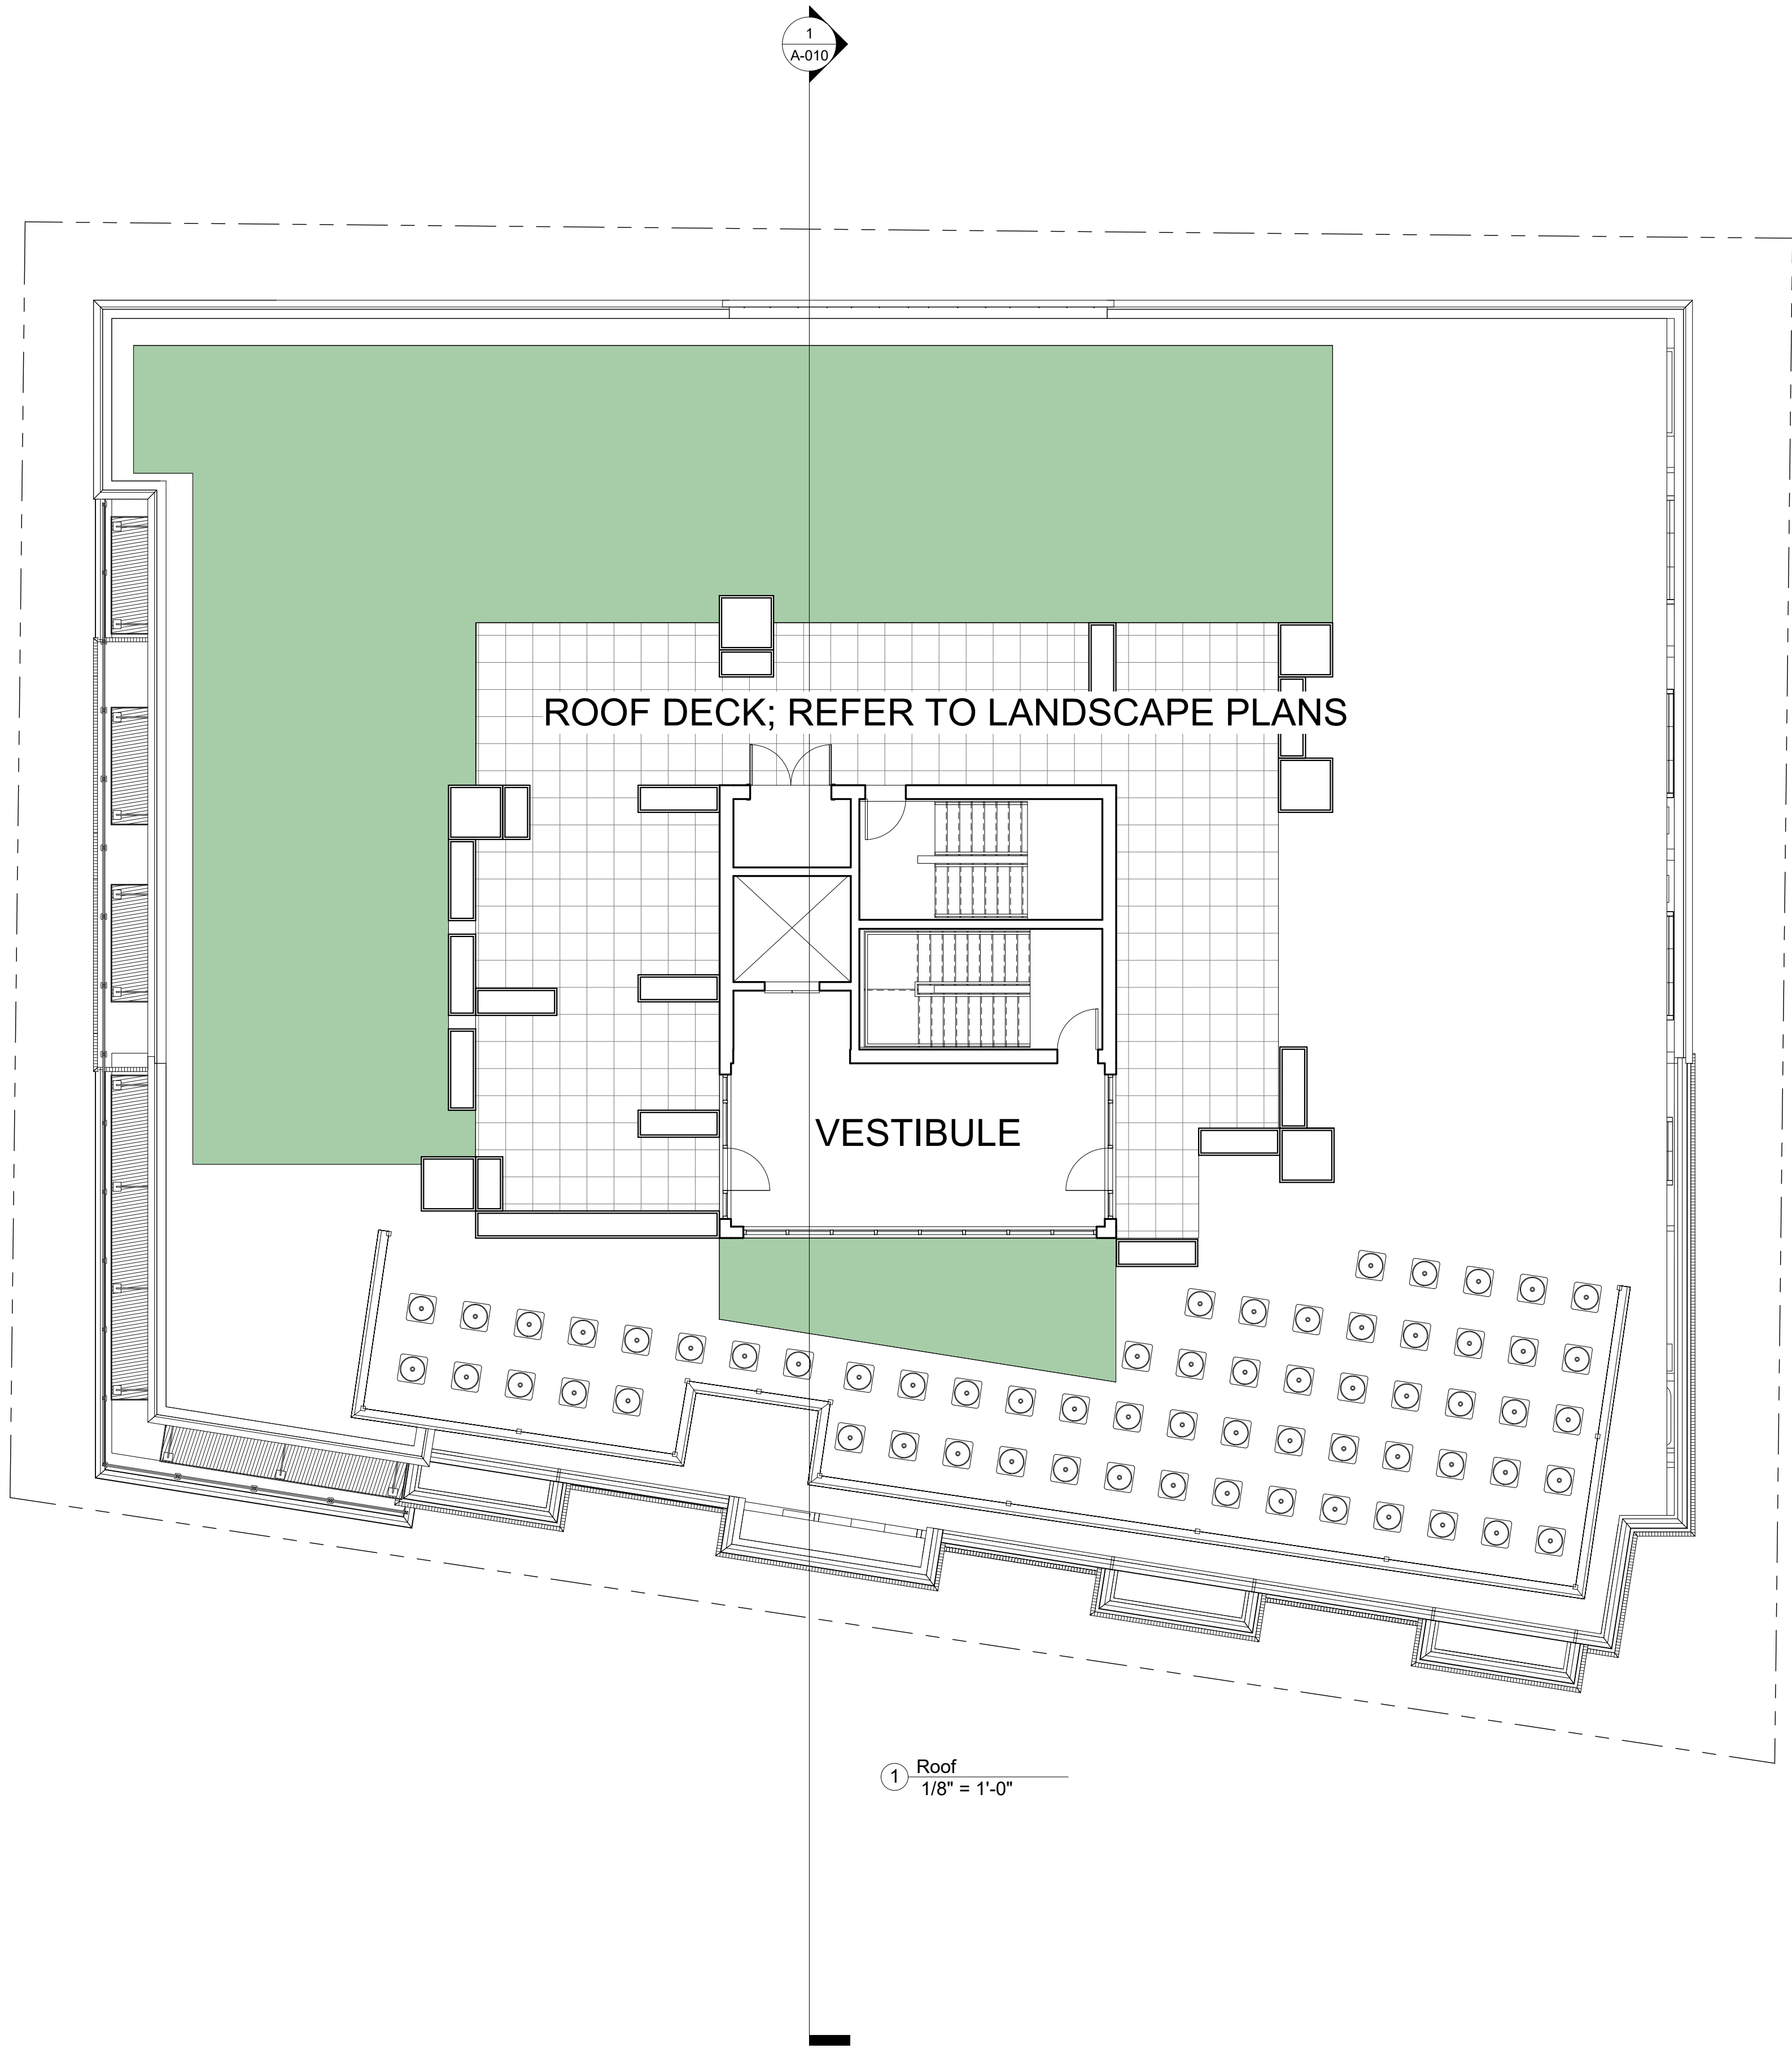 1
A-010
ROOF DECK; REFER TO LANDSCAPE PLANS
VESTIBULE
1 Roof
1/8" = 1'-0"